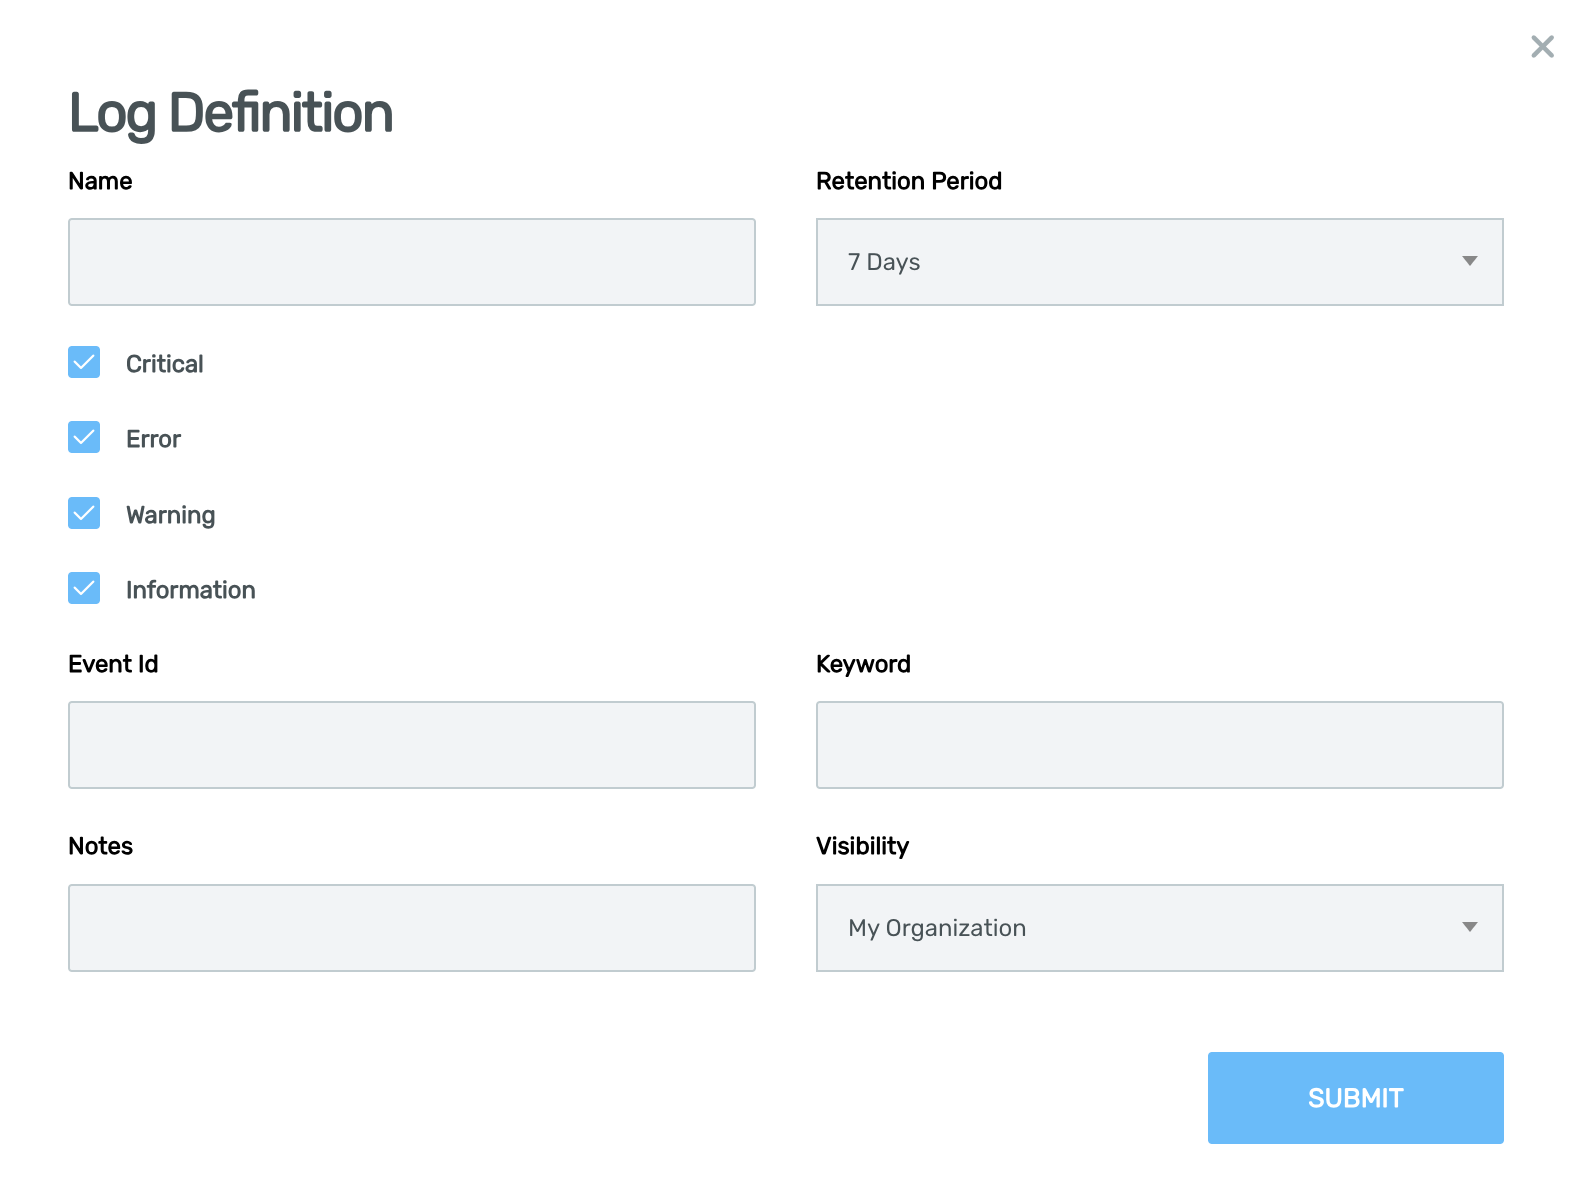 Log Definition
Name
Retention Period
7 Days
Critical
Error
Warning
Information
Event Id
Keyword
Notes
Visibility
My Organization
SUBMIT